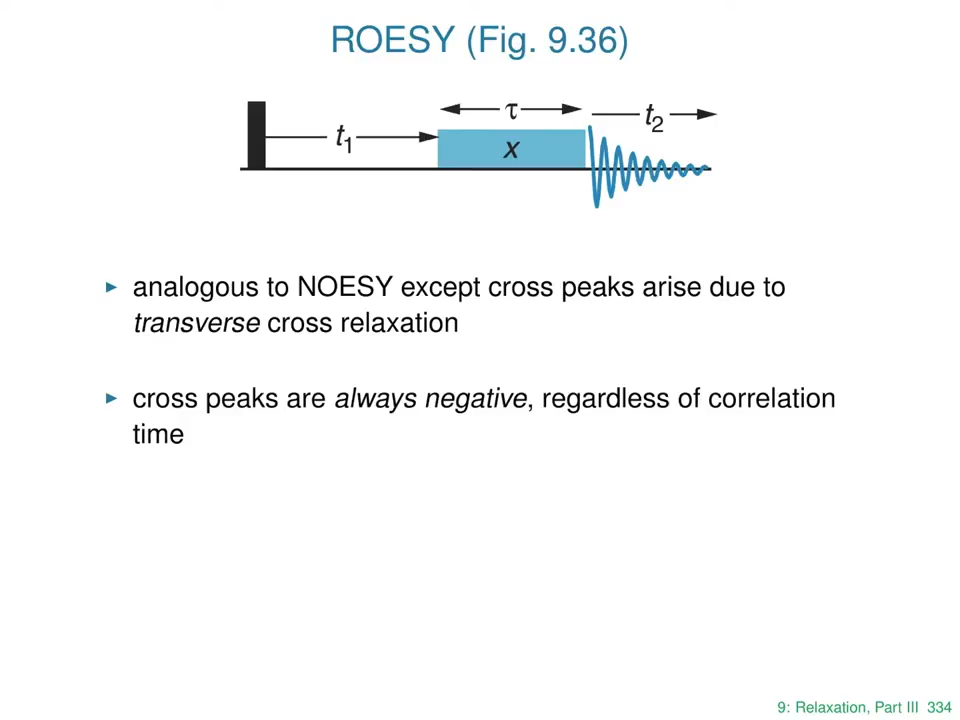 ROESY (Fig. 9.36)
τ
t1
t2
x
▸ analogous to NOESY except cross peaks arise due to
transverse cross relaxation
▸ cross peaks are always negative, regardless of correlation
time
9: Relaxation, Part III 334